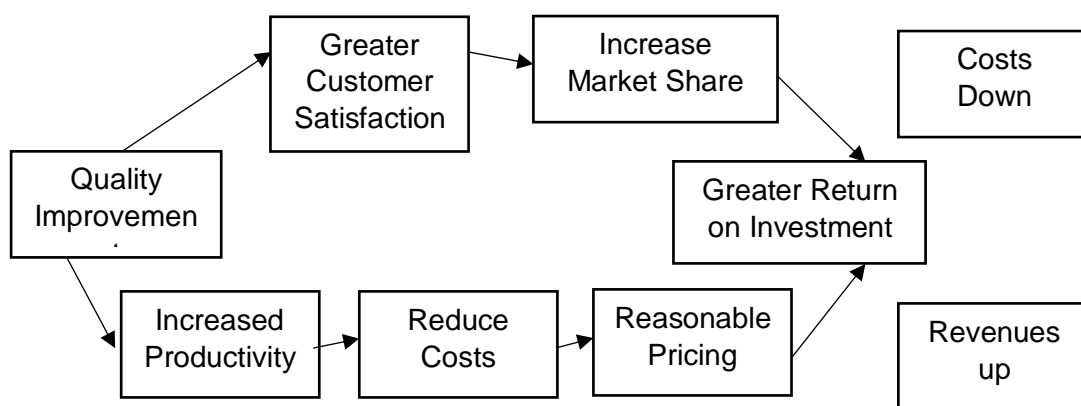 Greater
Customer
Satisfaction
Increase
Market Share
Costs
Down
Quality
Improvemen
Greater Return
on Investment
Increased
Productivity
Reduce
Costs
Reasonable
Pricing
Revenues
up